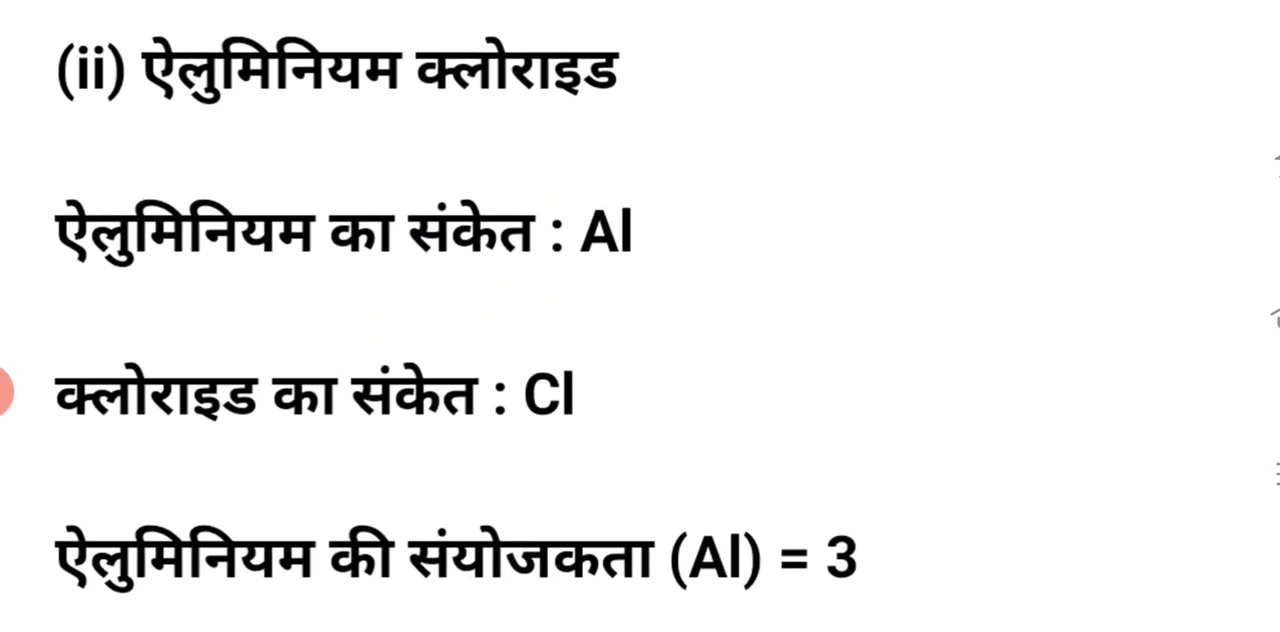 (ii) ऐलुमिनियम क्लोराइड
ऐलुमिनियम का संकेत : Al
क्लोराइड का संकेत : Cl
ऐलुमिनियम की संयोजकता (Al) = 3